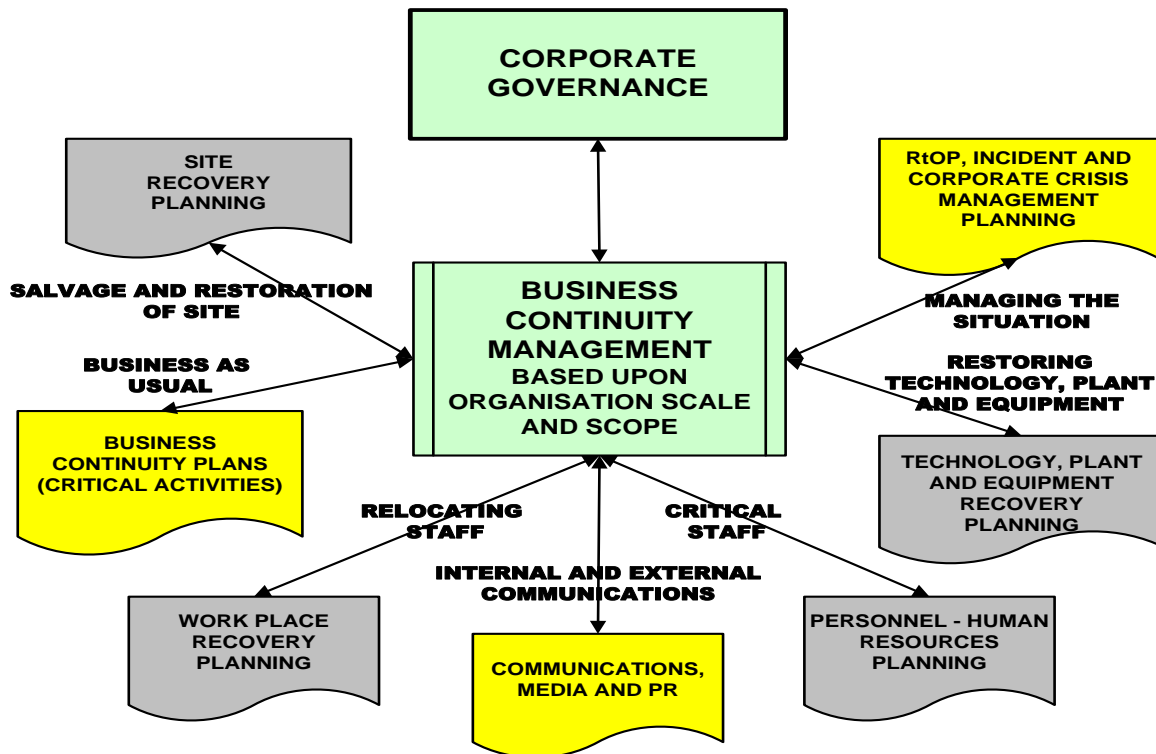 CORPORATE
GOVERNANCE
SITE
RECOVERY
PLANNING
RtOP, INCIDENT AND
CORPORATE CRISIS
MANAGEMENT
PLANNING
SALVAGE AND RESTORATION
OF SITE
BUSINESS
CONTINUITY
MANAGEMENT
BASED UPON
ORGANISATION SCALE
AND SCOPE
MANAGING THE
SITUATION
BUSINESS AS
USUAL
RESTORING
TECHNOLOGY, PLANT
AND EQUIPMENT
BUSINESS
CONTINUITY PLANS
(CRITICAL ACTIVITIES)
TECHNOLOGY, PLANT
AND EQUIPMENT
RECOVERY
PLANNING
RELOCATING
STAFF
CRITICAL
STAFF
INTERNAL AND EXTERNAL
COMMUNICATIONS
WORK PLACE
RECOVERY
PLANNING
COMMUNICATIONS,
MEDIA AND PR
PERSONNEL - HUMAN
RESOURCES
PLANNING